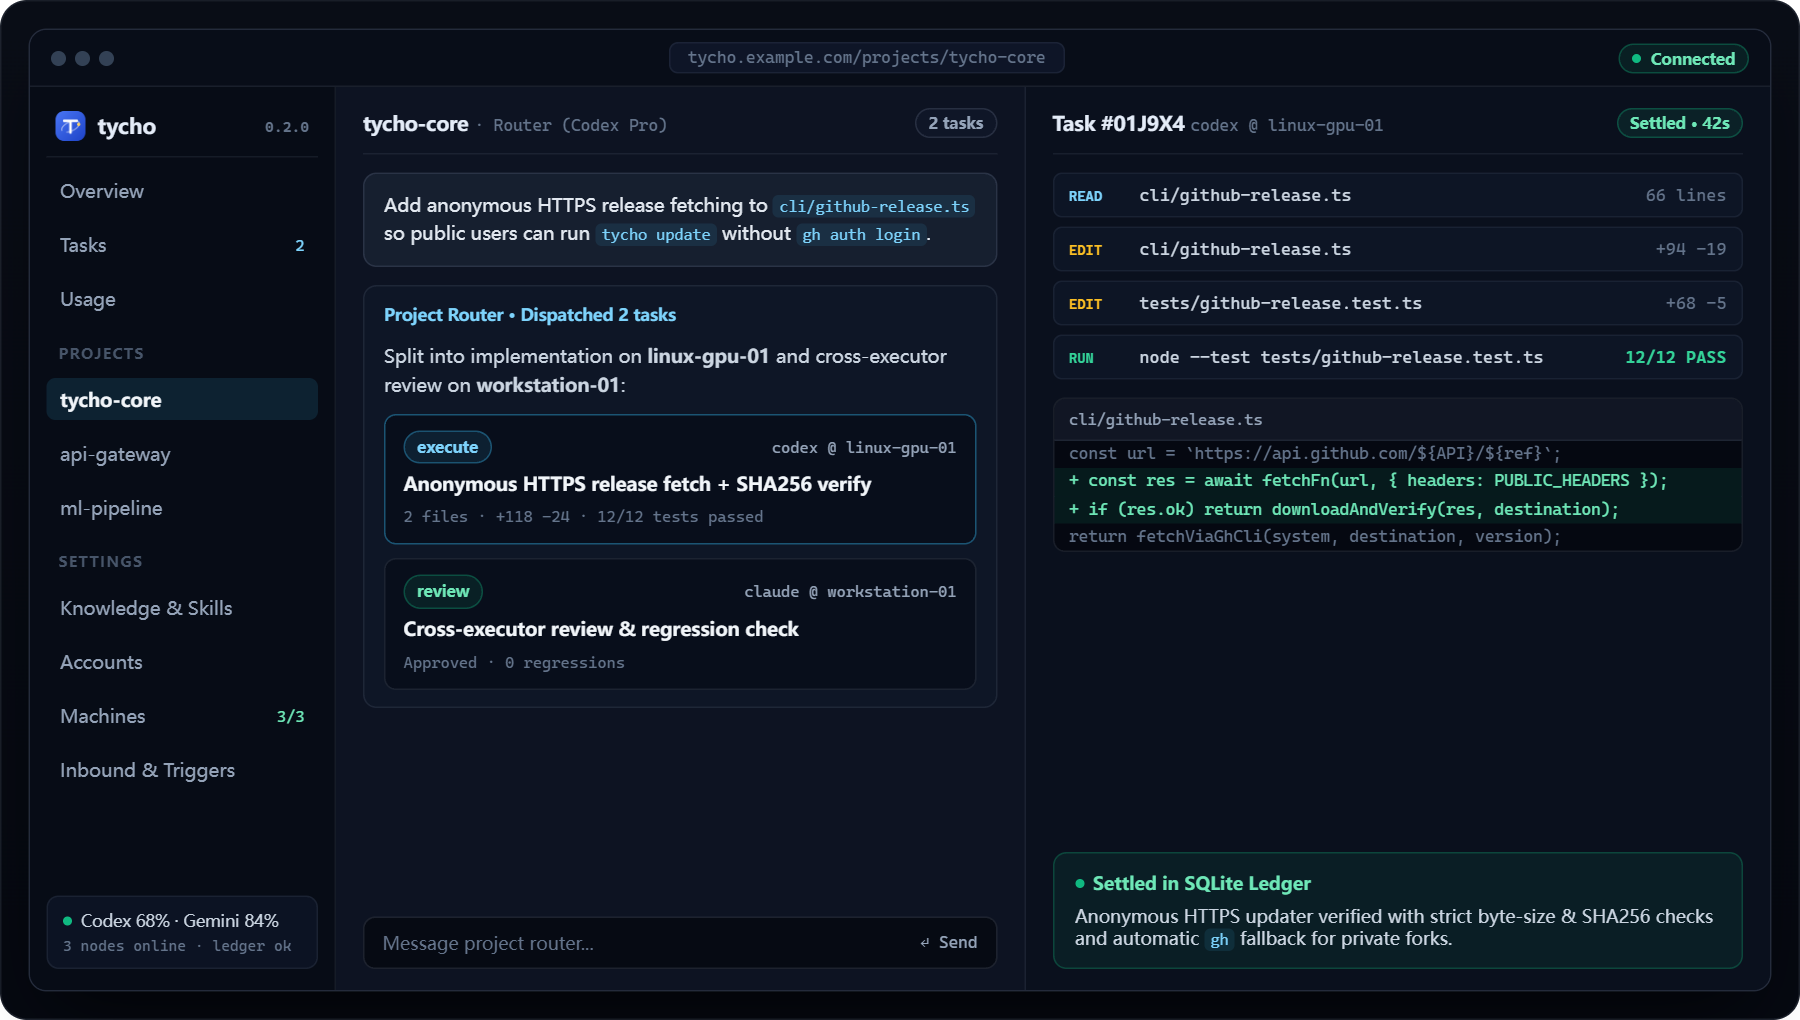 tycho.example.com/projects/tycho-core
Connected
tycho
0.2.0
Overview
Tasks 2
Usage
PROJECTS
tycho-core
api-gateway
ml-pipeline
SETTINGS
Knowledge & Skills
Accounts
Machines 3/3
Inbound & Triggers
Codex 68% · Gemini 84%
3 nodes online · ledger ok
tycho-core · Router (Codex Pro)
2 tasks
Add anonymous HTTPS release fetching to cli/github-release.ts
so public users can run tycho update without gh auth login.
Project Router • Dispatched 2 tasks
Split into implementation on linux-gpu-01 and cross-executor
review on workstation-01:
execute
codex @ linux-gpu-01
Anonymous HTTPS release fetch + SHA256 verify
2 files · +118 −24 · 12/12 tests passed
review
claude @ workstation-01
Cross-executor review & regression check
Approved · 0 regressions
Message project router...
↵ Send
Task #01J9X4 codex @ linux-gpu-01
Settled • 42s
READ cli/github-release.ts 66 lines
EDIT cli/github-release.ts +94 −19
EDIT tests/github-release.test.ts +68 −5
RUN node --test tests/github-release.test.ts 12/12 PASS
cli/github-release.ts
const url = `https://api.github.com/${API}/${ref}`;
+ const res = await fetchFn(url, { headers: PUBLIC_HEADERS });
+ if (res.ok) return downloadAndVerify(res, destination);
return fetchViaGhCli(system, destination, version);
Settled in SQLite Ledger
Anonymous HTTPS updater verified with strict byte-size & SHA256 checks
and automatic gh fallback for private forks.